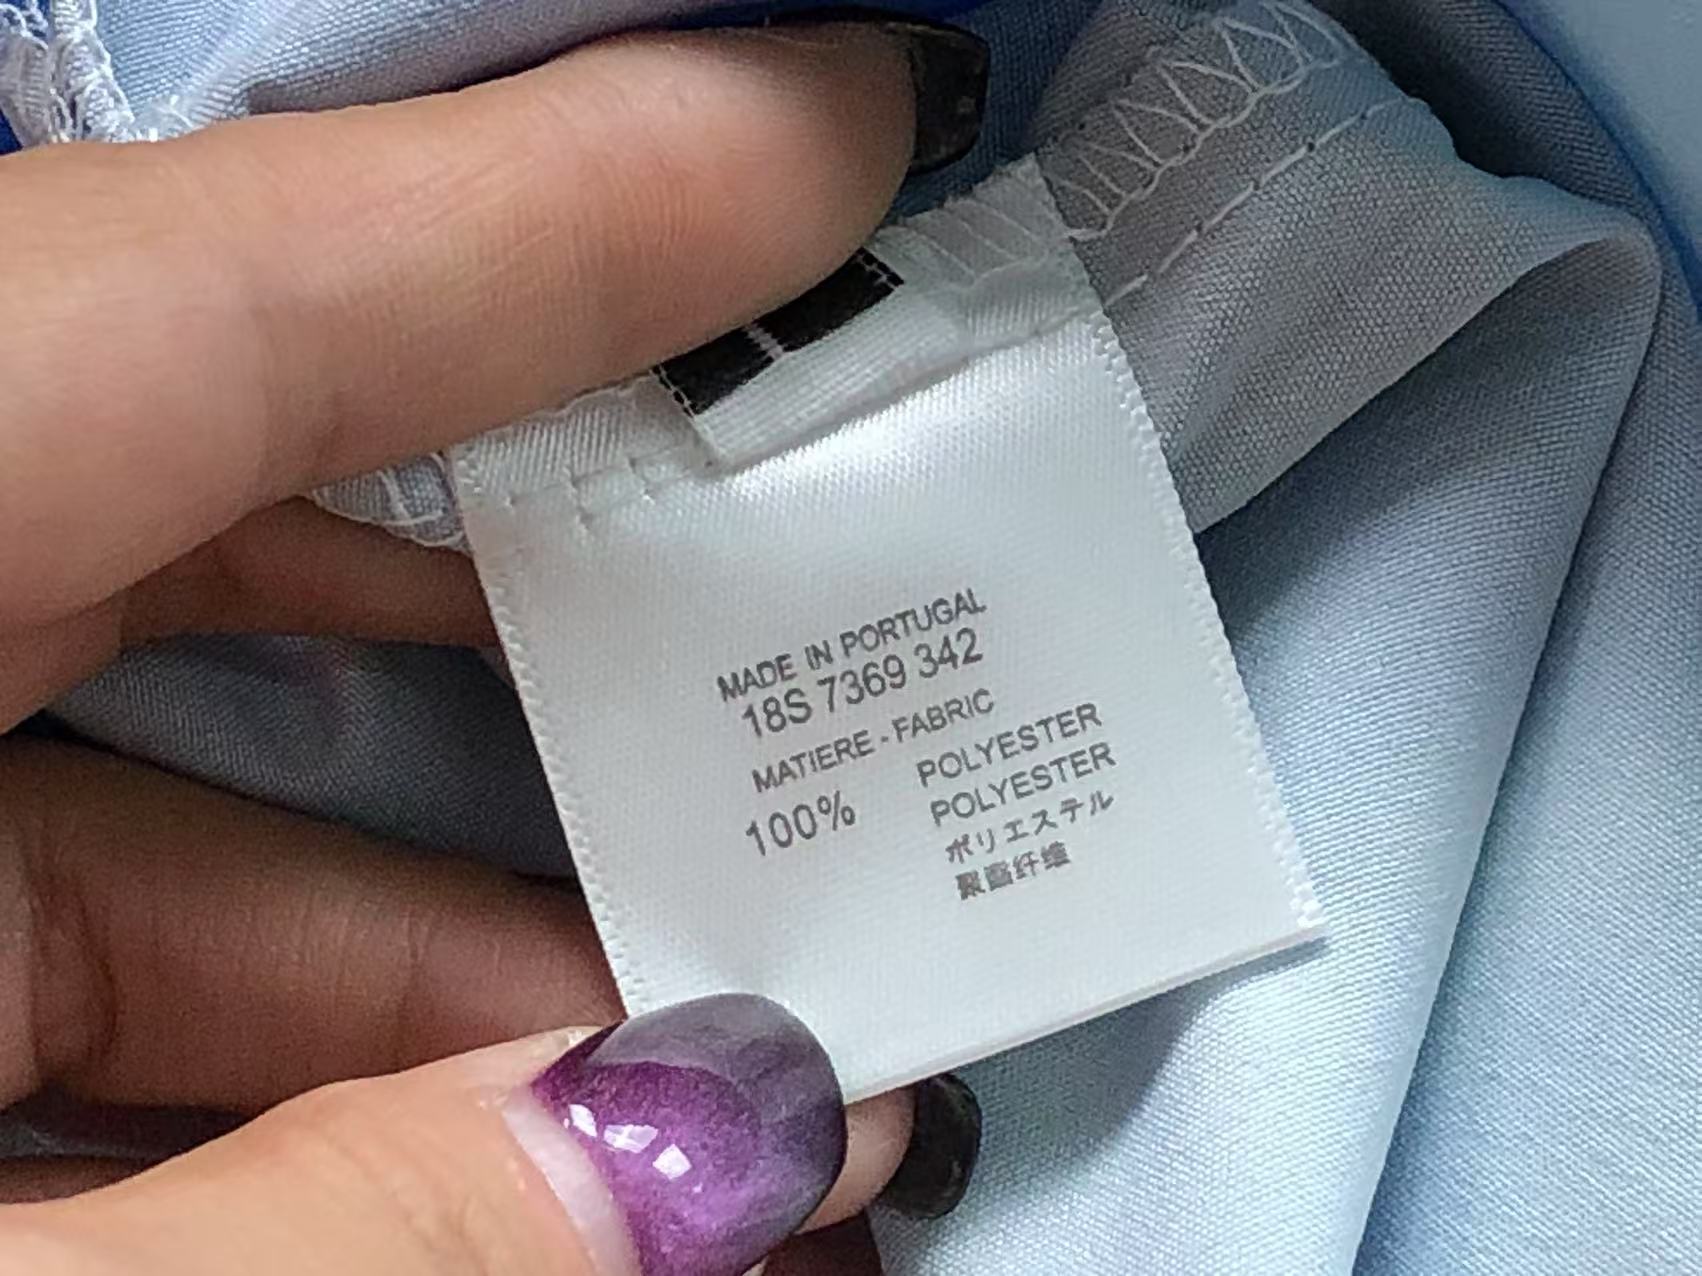 MADE IN PORTUGAL
18S 7369 342
MATIERE - FABRIC
100% POLYESTER
POLYESTER
ポリエステル
聚酯纤维